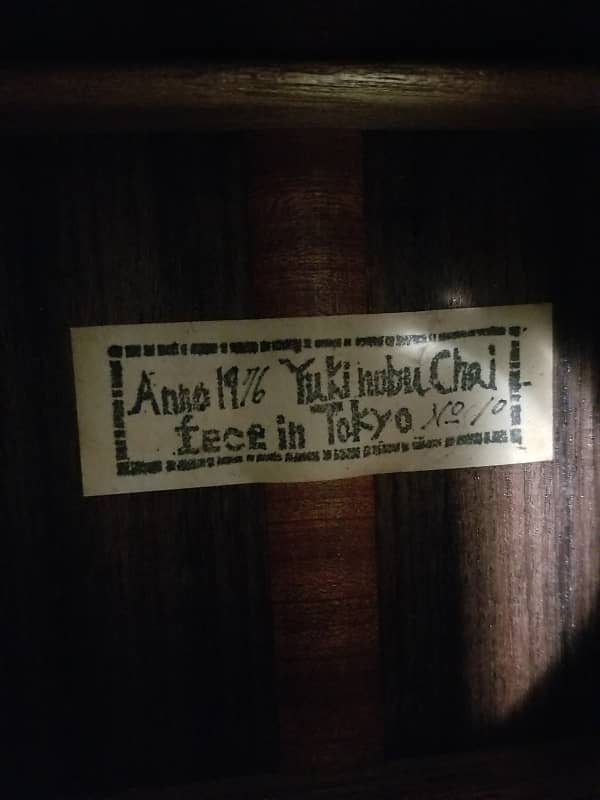 Anno 1976 Yukinobu Chai
fece in Tokyo No 10